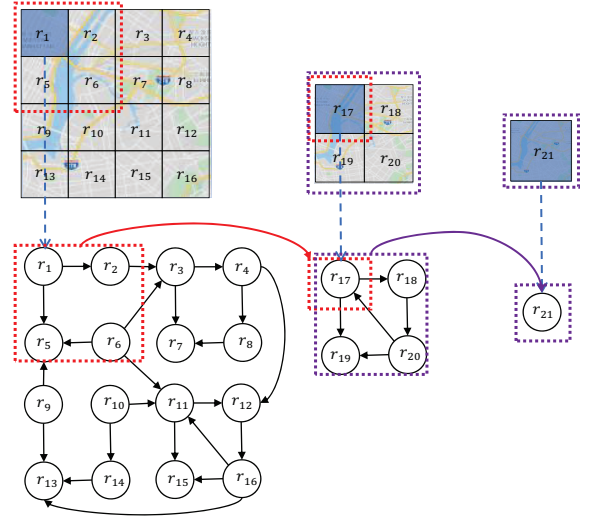 r₁ r₂ r₃ r₄
r₅ r₆ r₇ r₈
r₉ r₁₀ r₁₁ r₁₂
r₁₃ r₁₄ r₁₅ r₁₆
r₁₇ r₁₈
r₁₉ r₂₀
r₂₁
r₁ r₂ r₃ r₄
r₅ r₆ r₇ r₈
r₉ r₁₀ r₁₁ r₁₂
r₁₃ r₁₄ r₁₅ r₁₆
r₁₇ r₁₈
r₁₉ r₂₀
r₂₁